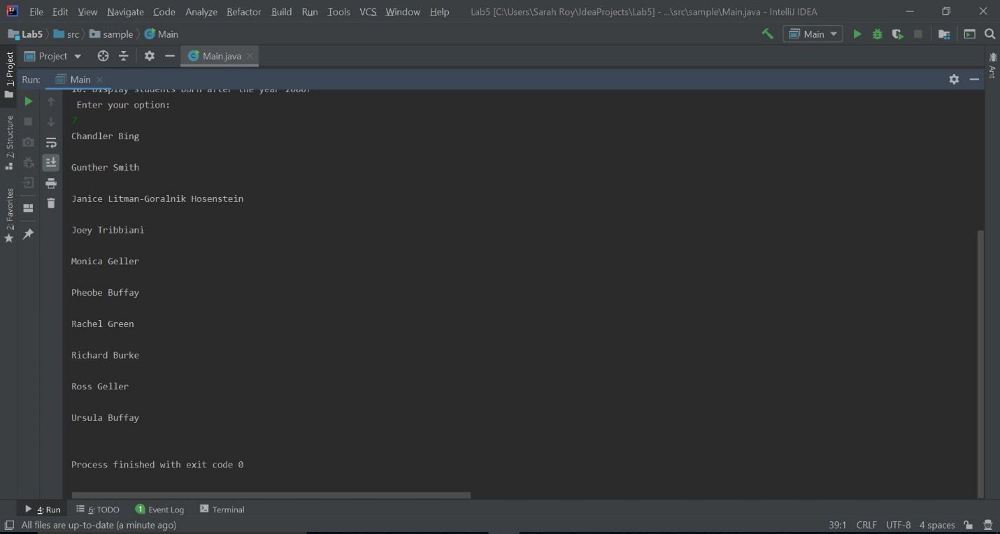 File Edit View Navigate Code Analyze Refactor Build Run Tools VCS Window Help Lab5 [C:\Users\Sarah Roy\IdeaProjects\Lab5] - ...\src\sample\Main.java - IntelliJ IDEA
Lab5 src sample Main Main
Project Main.java
1: Project
Ant
Run: Main
10. Display students born after the year 2000!
Enter your option:
7
Chandler Bing
Gunther Smith
Janice Litman-Goralnik Hosenstein
Joey Tribbiani
Monica Geller
Pheobe Buffay
Rachel Green
Richard Burke
Ross Geller
Ursula Buffay
Process finished with exit code 0
7: Structure
2: Favorites
4: Run 6: TODO 1 Event Log Terminal
All files are up-to-date (a minute ago) 39:1 CRLF UTF-8 4 spaces